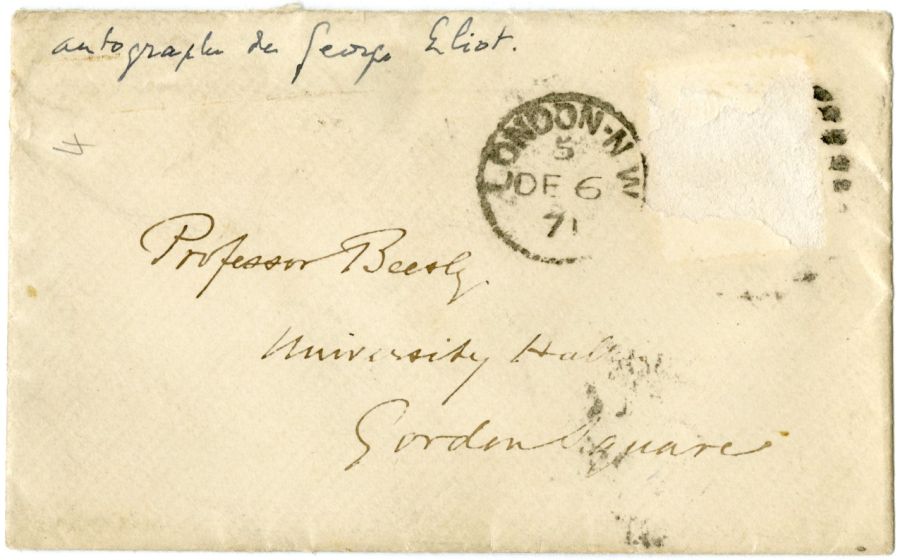 autographe de George Eliot.
LONDON·N.W
5
DE 6
71
Professor Beesly
University Hall
Gordon Square